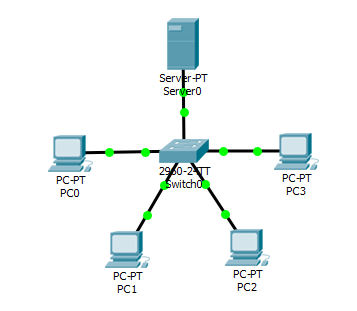 Server-PT
Server0
2960-24TT
Switch0
PC-PT
PC0
PC-PT
PC3
PC-PT
PC1
PC-PT
PC2